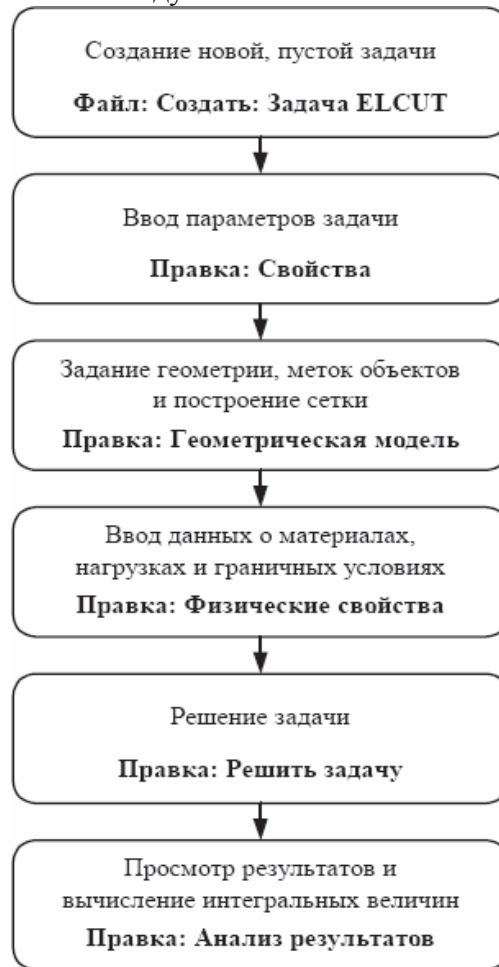 Создание новой, пустой задачи
Файл: Создать: Задача ELCUT
Ввод параметров задачи
Правка: Свойства
Задание геометрии, меток объектов
и построение сетки
Правка: Геометрическая модель
Ввод данных о материалах,
нагрузках и граничных условиях
Правка: Физические свойства
Решение задачи
Правка: Решить задачу
Просмотр результатов и
вычисление интегральных величин
Правка: Анализ результатов